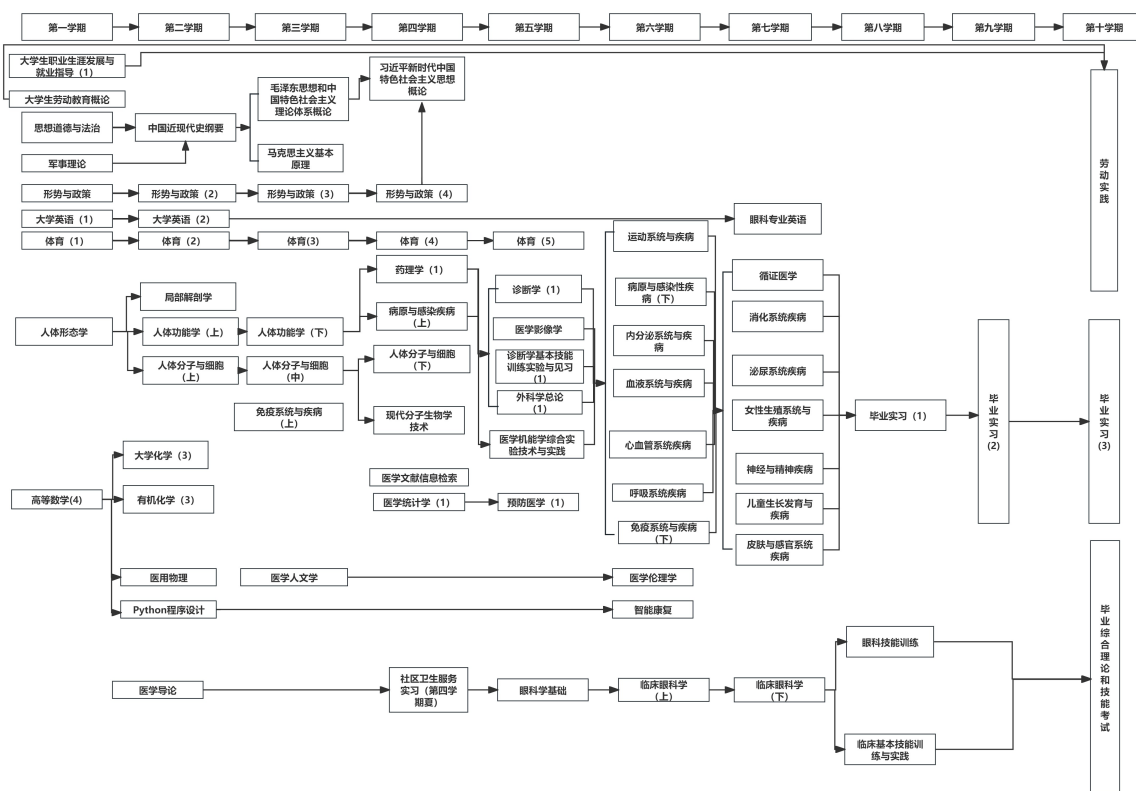 第一学期
第二学期
第三学期
第四学期
第五学期
第六学期
第七学期
第八学期
第九学期
第十学期
大学生职业生涯发展与
就业指导（1）
大学生劳动教育概论
思想道德与法治
军事理论
中国近现代史纲要
毛泽东思想和中
国特色社会主义
理论体系概论
马克思主义基本
原理
习近平新时代中国
特色社会主义思想
概论
劳动实践
形势与政策
形势与政策（2）
形势与政策（3）
形势与政策（4）
大学英语（1）
大学英语（2）
眼科专业英语
体育（1）
体育（2）
体育(3)
体育（4）
体育（5）
人体形态学
局部解剖学
人体功能学（上）
人体功能学（下）
人体分子与细胞
（上）
人体分子与细胞
（中）
免疫系统与疾病
（上）
药理学（1）
病原与感染疾病
（上）
人体分子与细胞
（下）
现代分子生物学
技术
诊断学（1）
医学影像学
诊断学基本技能
训练实验与见习
（1）
外科学总论
（1）
医学机能学综合实
验技术与实践
运动系统与疾病
病原与感染性疾
病（下）
内分泌系统与疾
病
血液系统与疾病
心血管系统疾病
呼吸系统疾病
免疫系统与疾病
（下）
循证医学
消化系统疾病
泌尿系统疾病
女性生殖系统与
疾病
神经与精神疾病
儿童生长发育与
疾病
皮肤与感官系统
疾病
毕业实习（1）
毕业实习(2)
毕业实习(3)
高等数学(4)
大学化学（3）
有机化学（3）
医用物理
Python程序设计
医学文献信息检索
医学统计学（1）
预防医学（1）
医学人文学
医学伦理学
智能康复
医学导论
社区卫生服务
实习（第四学
期夏）
眼科学基础
临床眼科学
（上）
临床眼科学
（下）
眼科技能训练
临床基本技能训
练与实践
毕业综合理论和技能考试